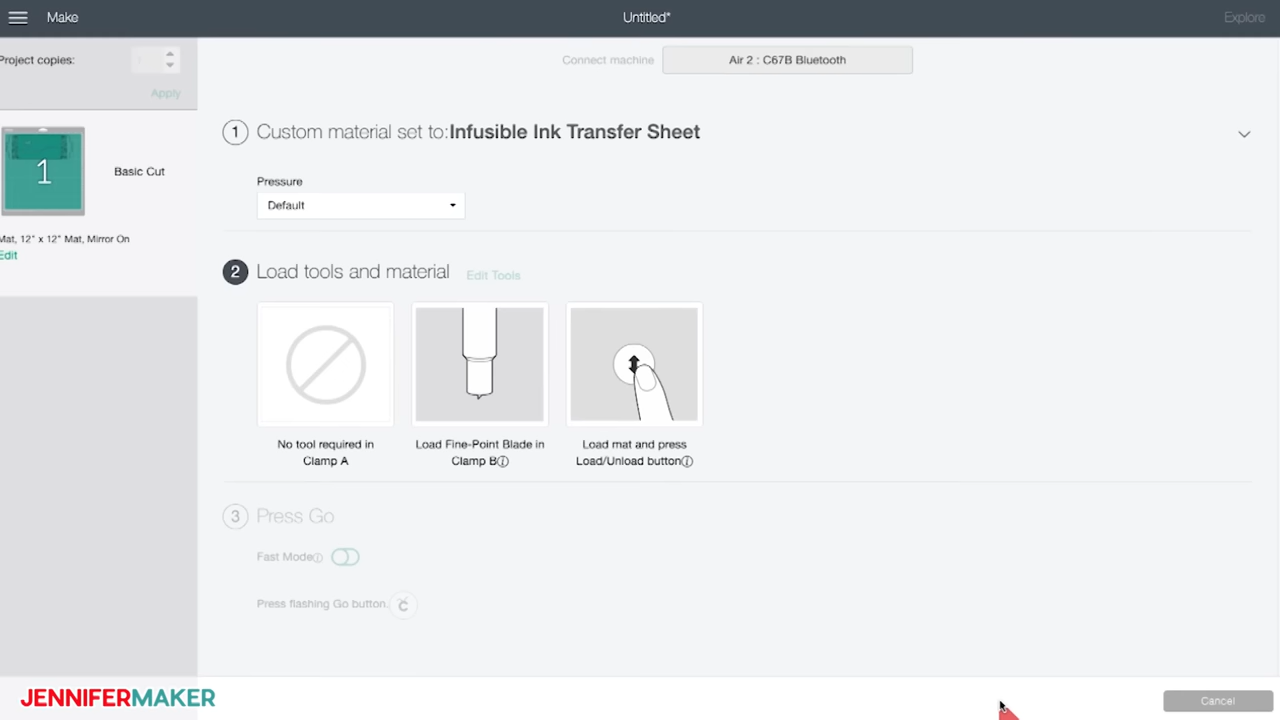 Make
Untitled*
Explore
Project copies:
Connect machine
Air 2 : C67B Bluetooth
Apply
1 Custom material set to:Infusible Ink Transfer Sheet
1
Basic Cut
Pressure
Default
Mat, 12" x 12" Mat, Mirror On
Edit
2 Load tools and material Edit Tools
No tool required in
Clamp A
Load Fine-Point Blade in
Clamp B
Load mat and press
Load/Unload button
3 Press Go
Fast Mode
Press flashing Go button.
JENNIFERMAKER
Cancel